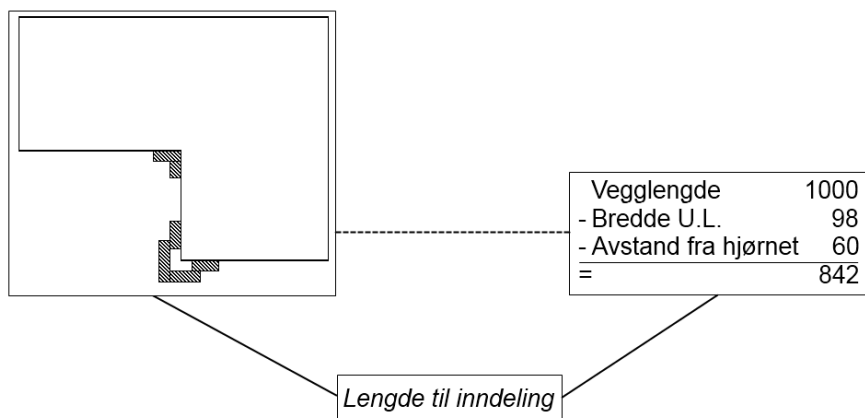 Vegglengde 1000
- Bredde U.L. 98
- Avstand fra hjørnet 60
= 842
Lengde til inndeling